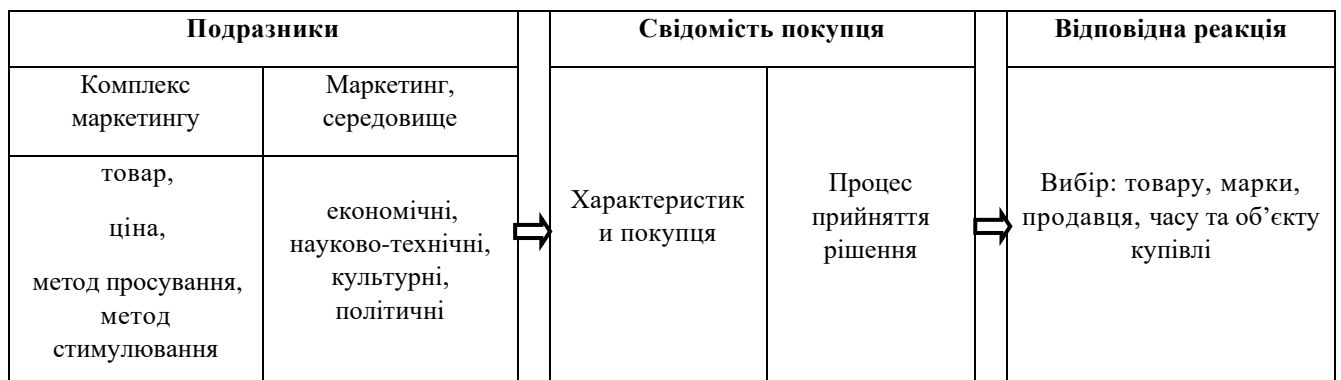 Подразники
Свідомість покупця
Відповідна реакція
Комплекс
маркетингу
Маркетинг,
середовище
товар,
ціна,
метод просування,
метод
стимулювання
економічні,
науково-технічні,
культурні,
політичні
Характеристик
и покупця
Процес
прийняття
рішення
Вибір: товару, марки,
продавця, часу та об’єкту
купівлі